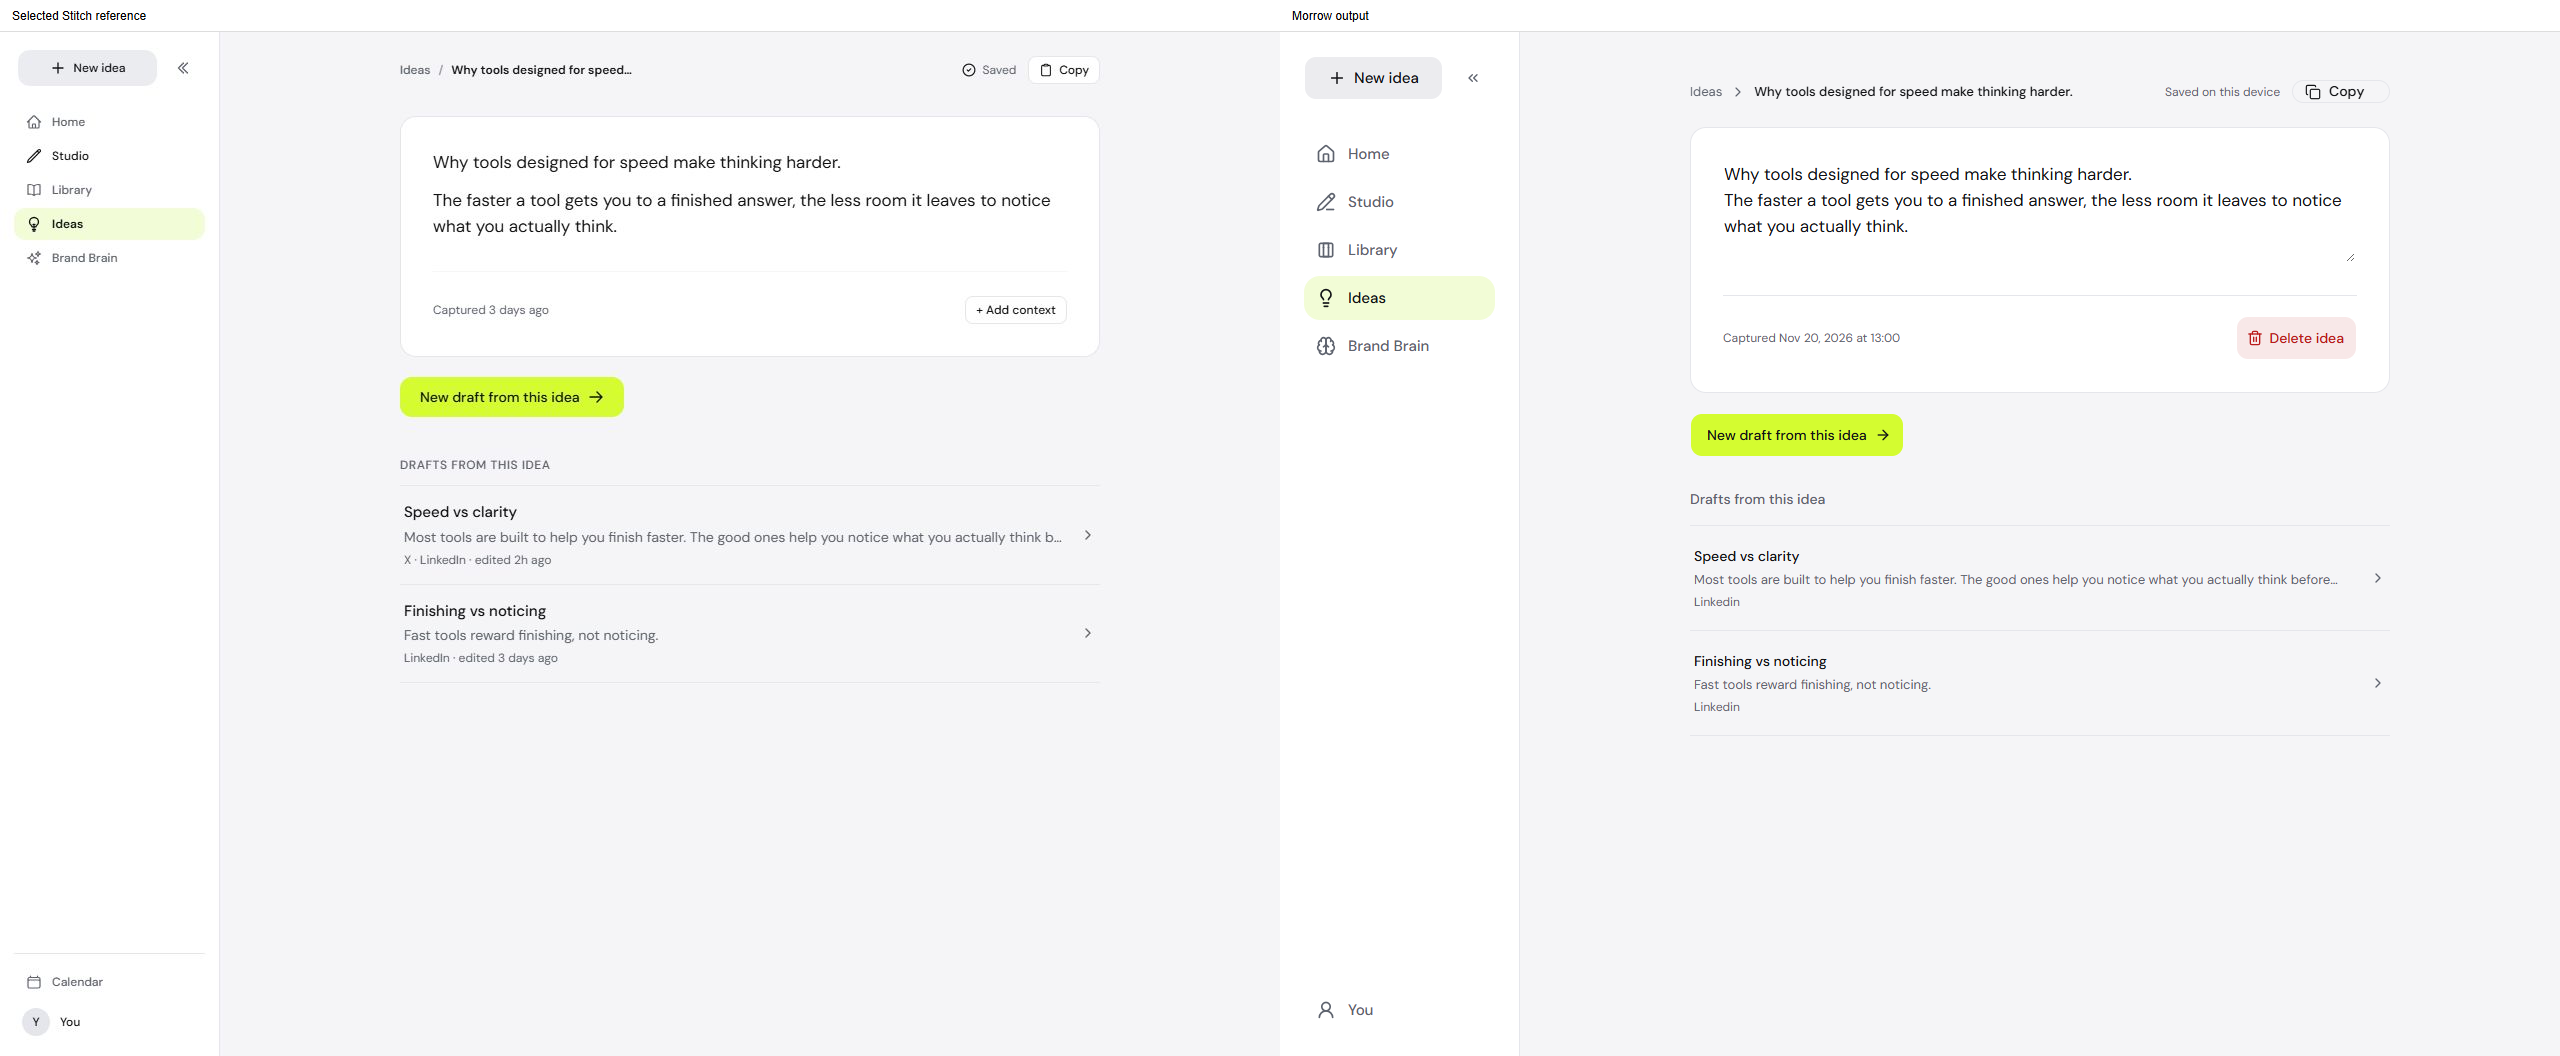 Selected Stitch reference
New idea
Home
Studio
Library
Ideas
Brand Brain
Calendar
Y You
Ideas / Why tools designed for speed...
Saved
Copy
Why tools designed for speed make thinking harder.
The faster a tool gets you to a finished answer, the less room it leaves to notice
what you actually think.
Captured 3 days ago
+ Add context
New draft from this idea
DRAFTS FROM THIS IDEA
Speed vs clarity
Most tools are built to help you finish faster. The good ones help you notice what you actually think b...
X · LinkedIn · edited 2h ago
Finishing vs noticing
Fast tools reward finishing, not noticing.
LinkedIn · edited 3 days ago
Morrow output
New idea
Home
Studio
Library
Ideas
Brand Brain
You
Ideas > Why tools designed for speed make thinking harder.
Saved on this device
Copy
Why tools designed for speed make thinking harder.
The faster a tool gets you to a finished answer, the less room it leaves to notice
what you actually think.
Captured Nov 20, 2026 at 13:00
Delete idea
New draft from this idea
Drafts from this idea
Speed vs clarity
Most tools are built to help you finish faster. The good ones help you notice what you actually think before...
Linkedin
Finishing vs noticing
Fast tools reward finishing, not noticing.
Linkedin